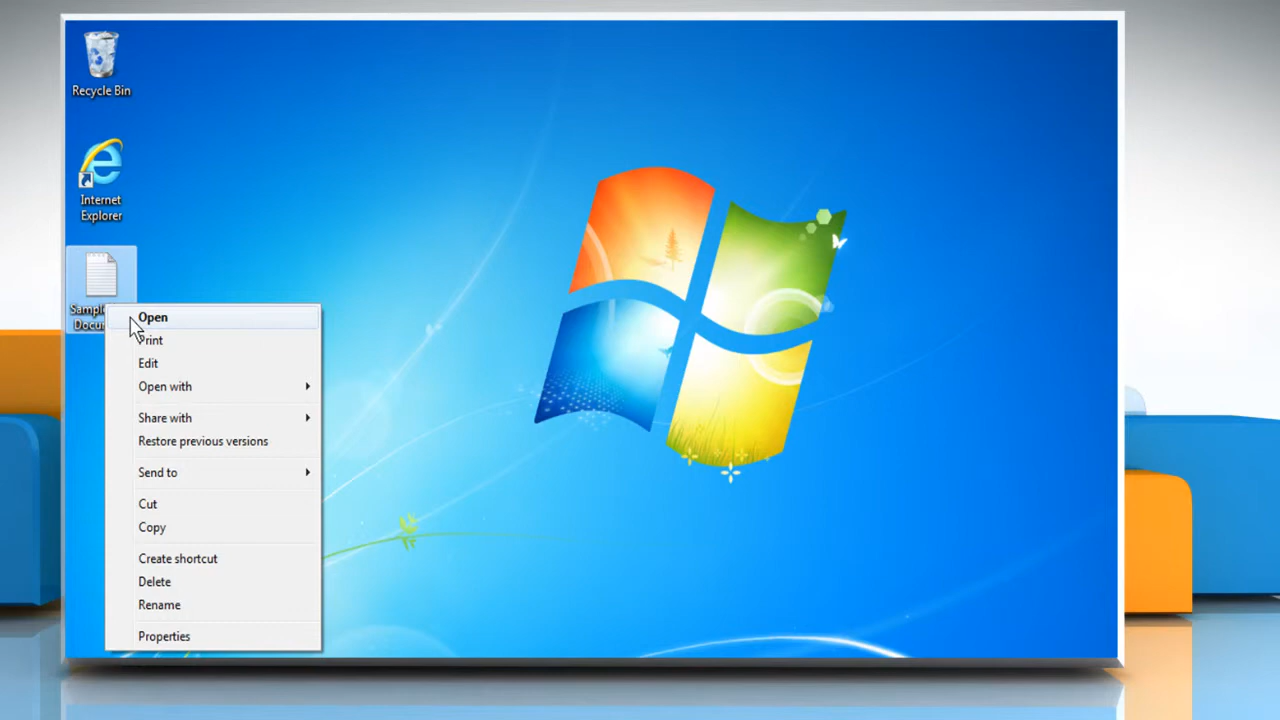 Recycle Bin
Internet
Explorer
Open
Print
Edit
Open with
Share with
Restore previous versions
Send to
Cut
Copy
Create shortcut
Delete
Rename
Properties